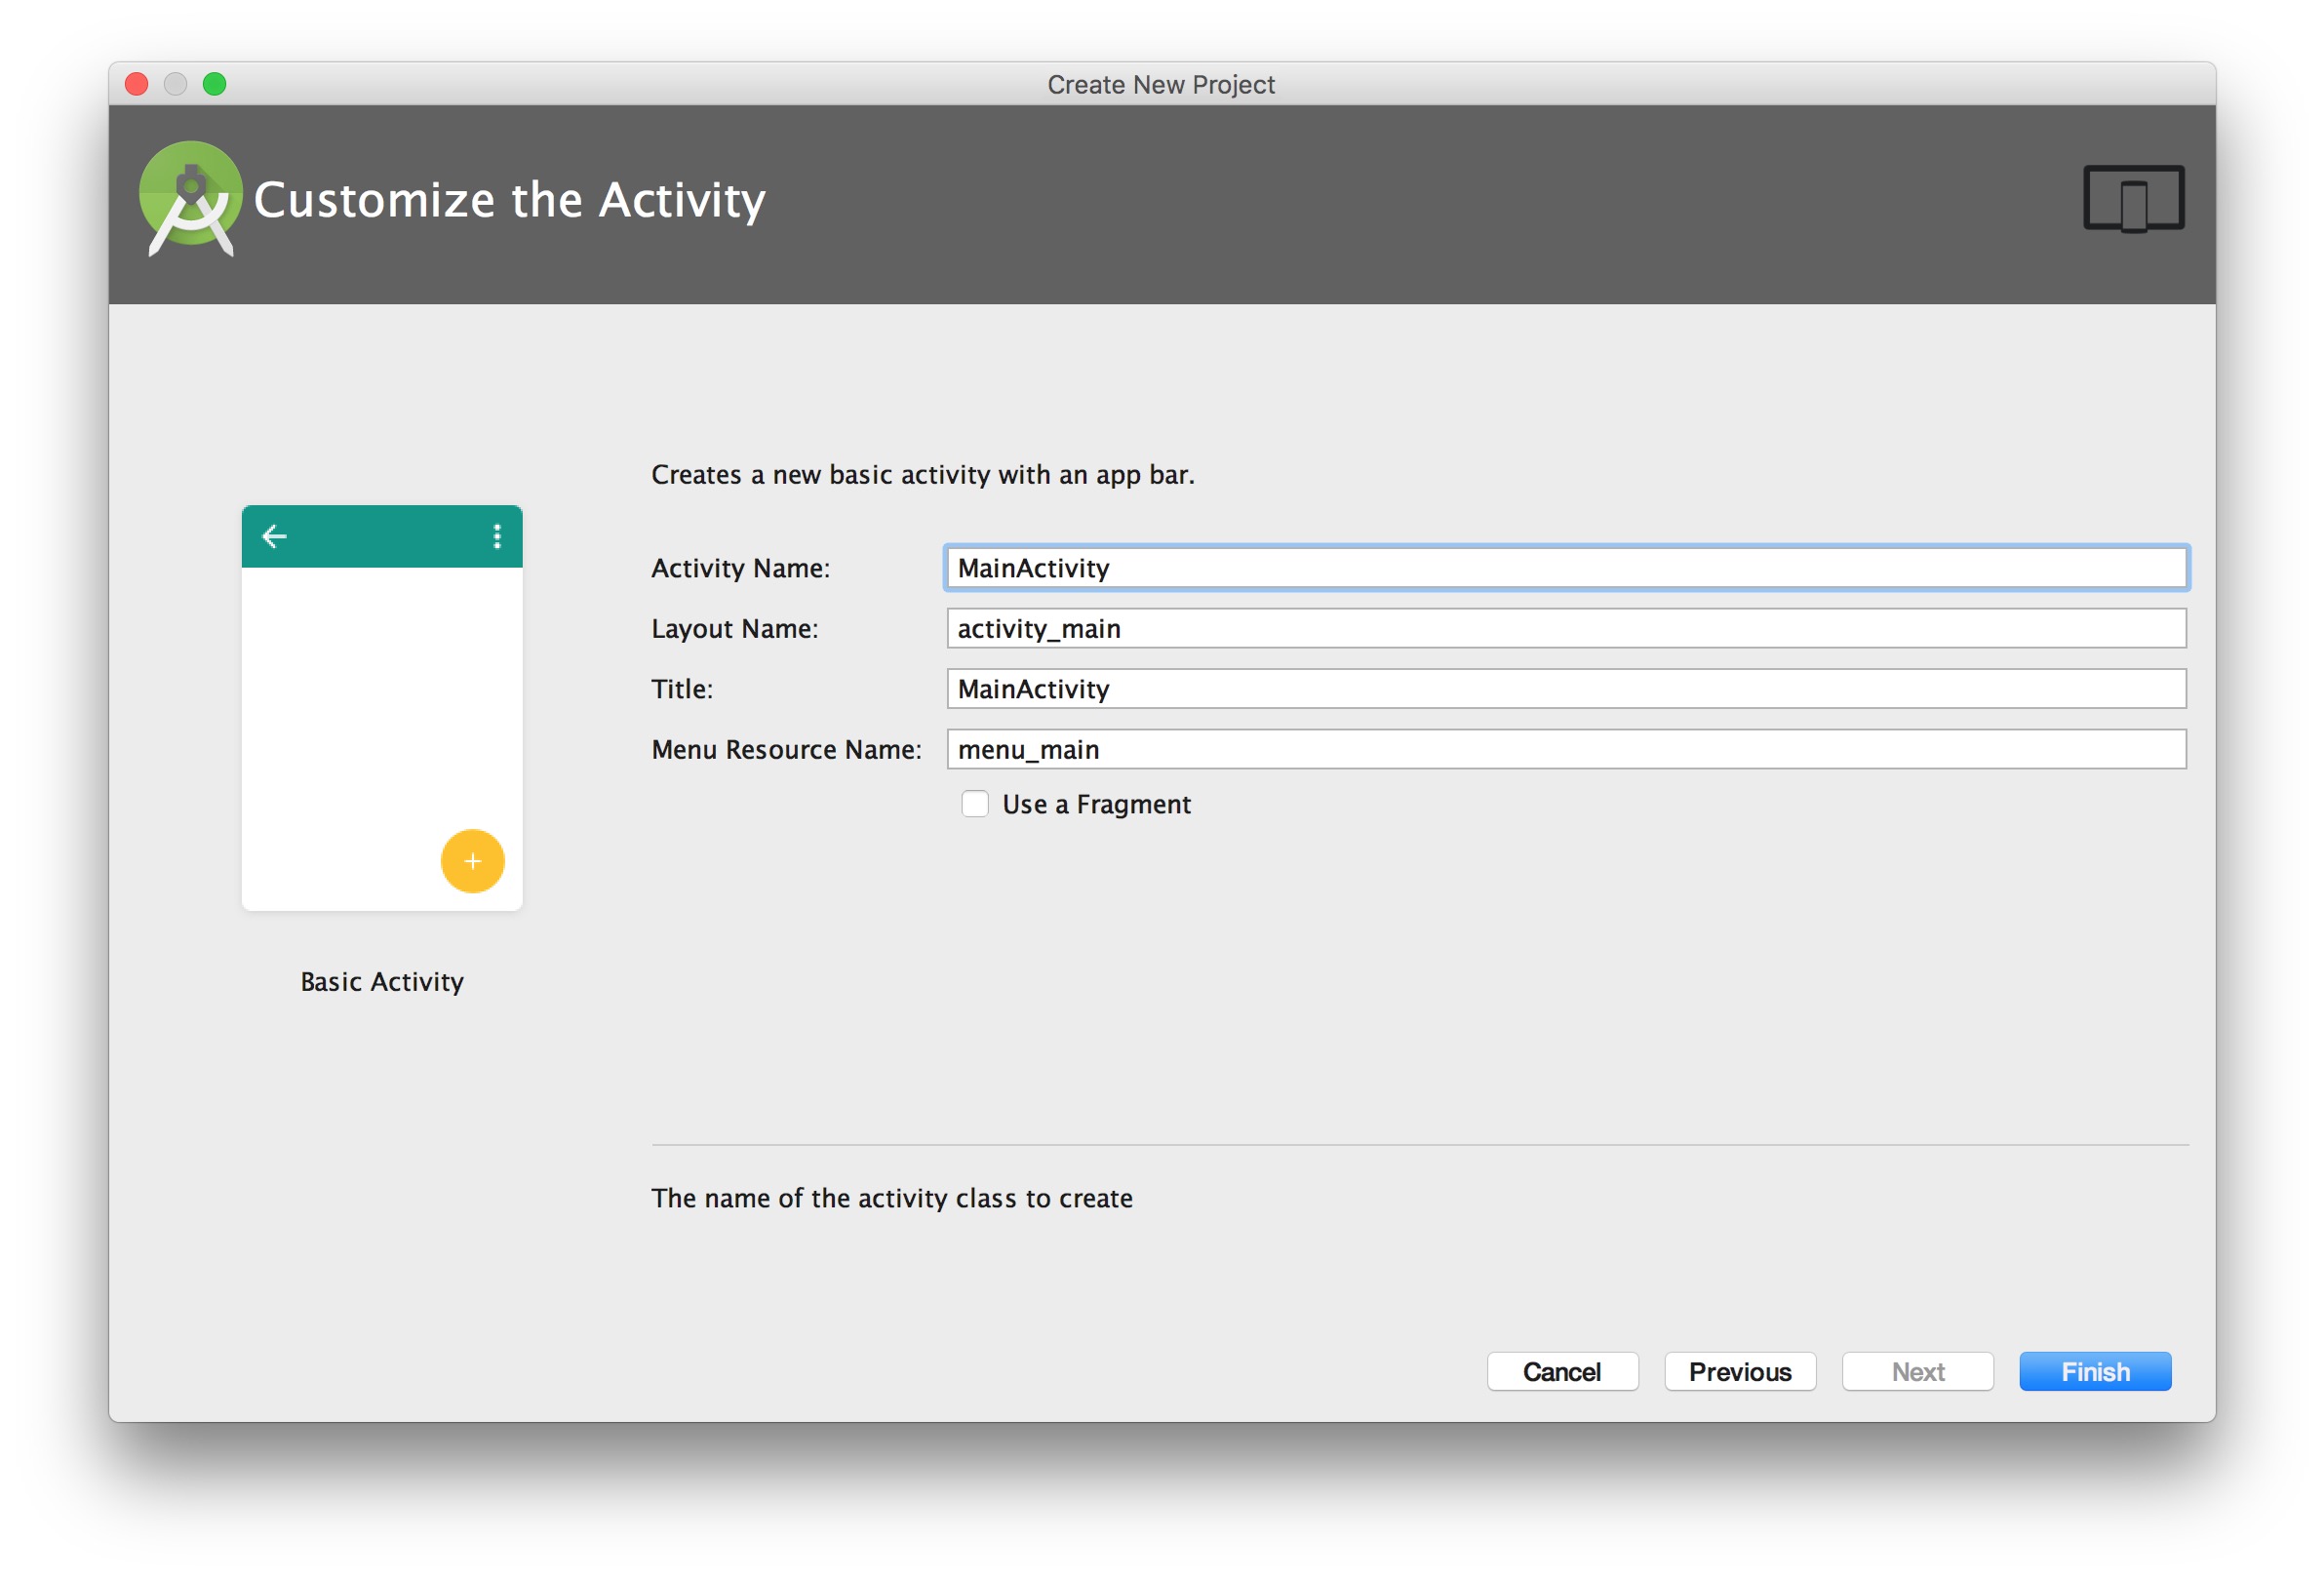 Create New Project
Customize the Activity
Creates a new basic activity with an app bar.
Activity Name: MainActivity
Layout Name: activity_main
Title: MainActivity
Menu Resource Name: menu_main
Use a Fragment
Basic Activity
The name of the activity class to create
Cancel Previous Next Finish